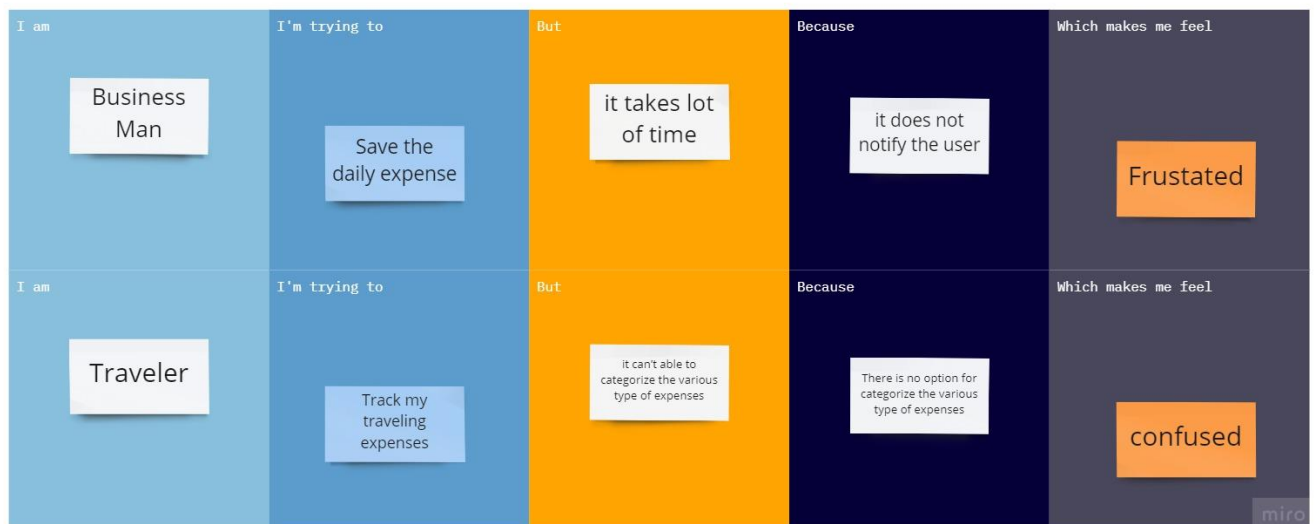 I am
I'm trying to
But
Because
Which makes me feel
Business
Man
Save the
daily expense
it takes lot
of time
it does not
notify the user
Frustated
I am
I'm trying to
But
Because
Which makes me feel
Traveler
Track my
traveling
expenses
it can't able to
categorize the various
type of expenses
There is no option for
categorize the various
type of expenses
confused
miro